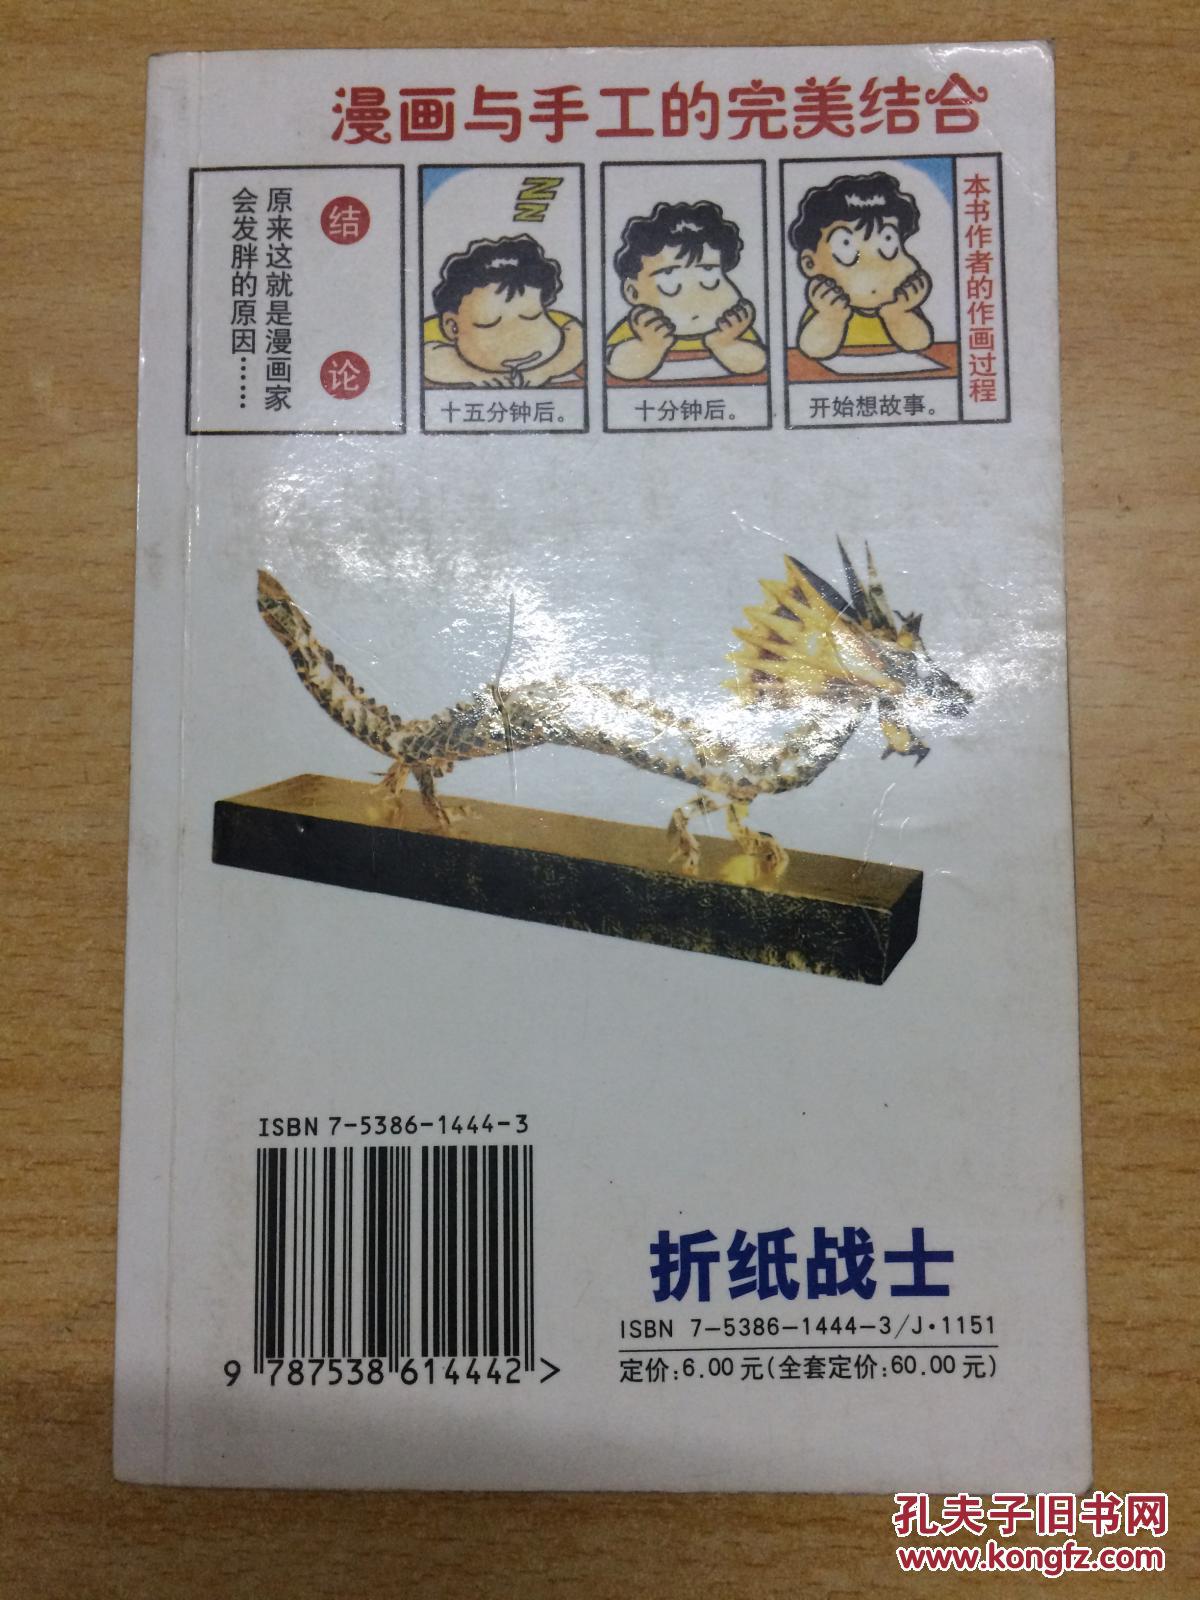 漫画与手工的完美结合
本书作者的作画过程
开始想故事。
十分钟后。
ZZZ
十五分钟后。
结论
原来这就是漫画家
会发胖的原因……
ISBN 7-5386-1444-3
9 787538 614442 >
折纸战士
ISBN 7-5386-1444-3/J·1151
定价:6.00元(全套定价:60.00元)
孔夫子旧书网
www.kongfz.com